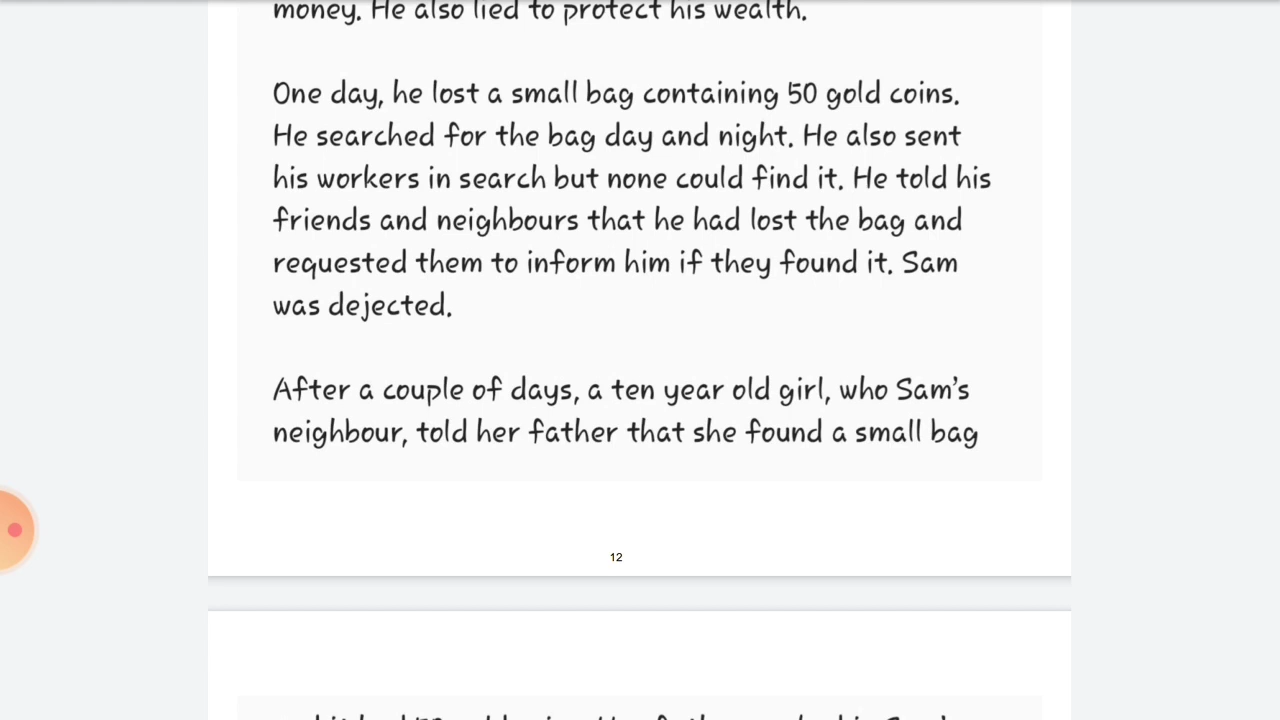 money. He also lied to protect his wealth.
One day, he lost a small bag containing 50 gold coins.
He searched for the bag day and night. He also sent
his workers in search but none could find it. He told his
friends and neighbours that he had lost the bag and
requested them to inform him if they found it. Sam
was dejected.
After a couple of days, a ten year old girl, who Sam’s
neighbour, told her father that she found a small bag
12